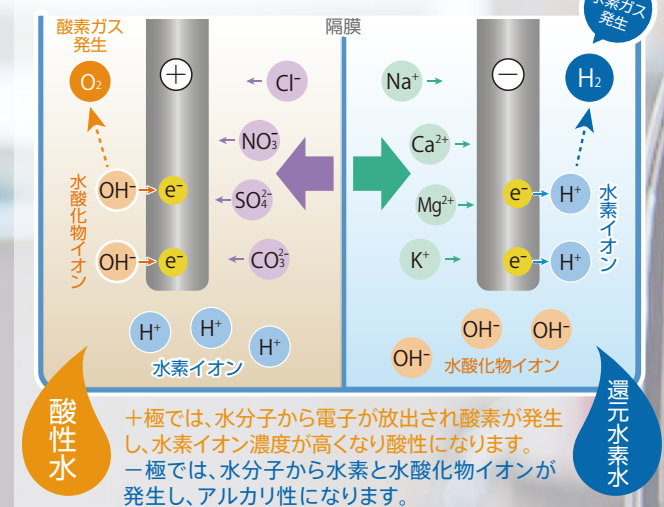 酸素ガス
発生
隔膜
水素ガス
発生
O₂
＋
Cl⁻
Na⁺
−
H₂
NO₃⁻
Ca²⁺
水酸化物イオン
OH⁻
e⁻
SO₄²⁻
Mg²⁺
e⁻
H⁺
水素イオン
OH⁻
e⁻
CO₃²⁻
K⁺
e⁻
H⁺
H⁺
H⁺
H⁺
水素イオン
OH⁻
OH⁻
OH⁻
水酸化物イオン
酸性水
＋極では、水分子から電子が放出され酸素が発生
し、水素イオン濃度が高くなり酸性になります。
－極では、水分子から水素と水酸化物イオンが
発生し、アルカリ性になります。
還元水素水